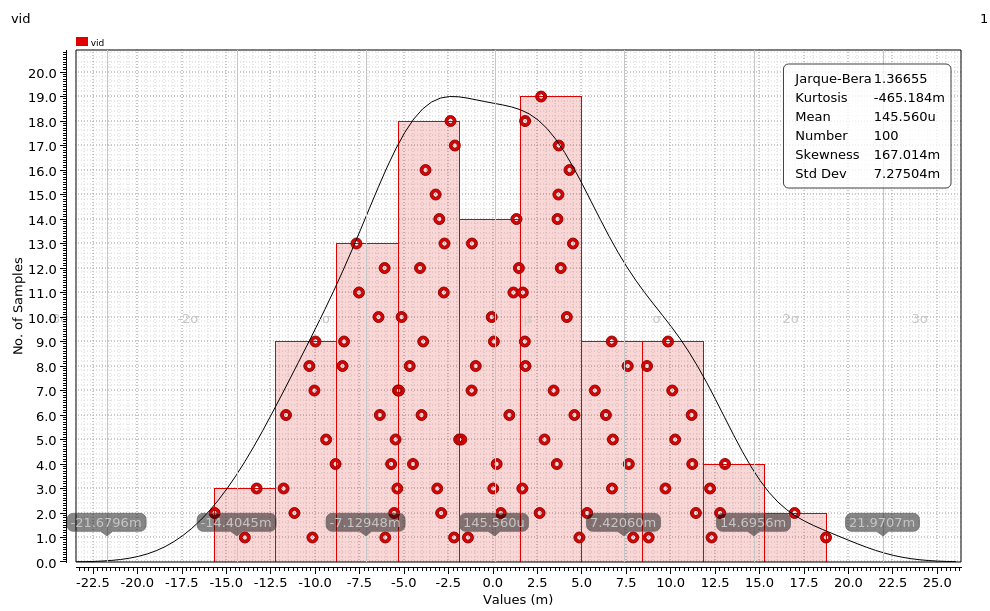 vid
1
vid
Jarque-Bera 1.36655
Kurtosis -465.184m
Mean 145.560u
Number 100
Skewness 167.014m
Std Dev 7.27504m
No. of Samples
20.0
19.0
18.0
17.0
16.0
15.0
14.0
13.0
12.0
11.0
10.0
9.0
8.0
7.0
6.0
5.0
4.0
3.0
2.0
1.0
0.0
-2σ
σ
μ
σ
2σ
3σ
-21.6796m
-14.4045m
-7.12948m
145.560u
7.42060m
14.6956m
21.9707m
-22.5 -20.0 -17.5 -15.0 -12.5 -10.0 -7.5 -5.0 -2.5 0.0 2.5 5.0 7.5 10.0 12.5 15.0 17.5 20.0 22.5 25.0
Values (m)